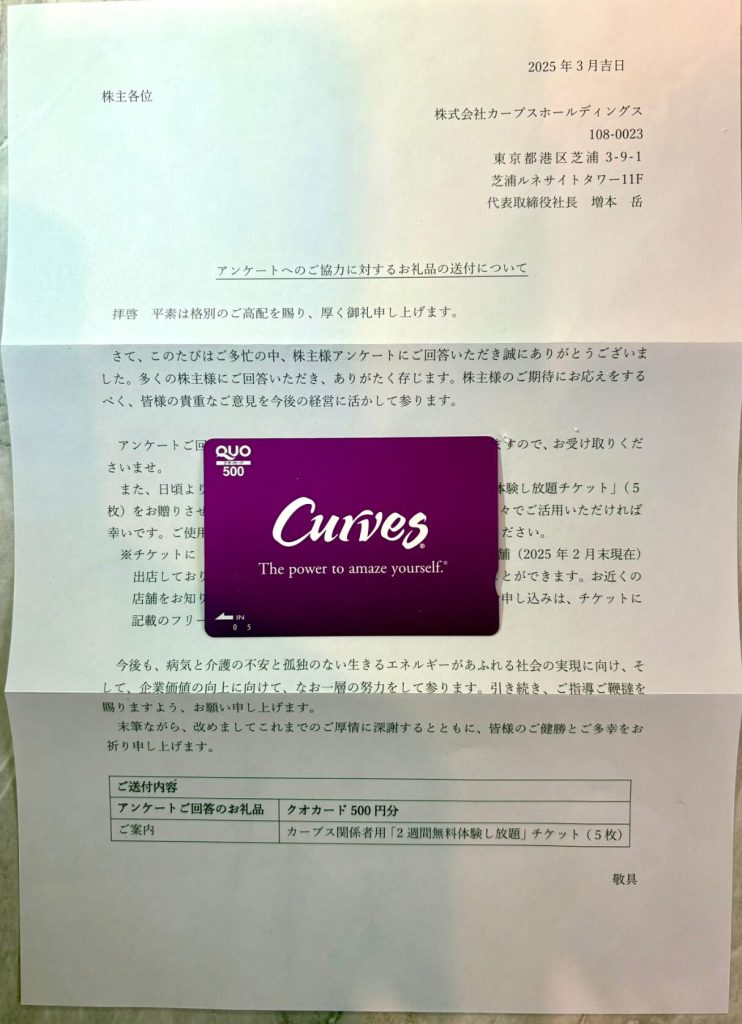 2025年3月吉日
株主各位
株式会社カーブスホールディングス
108-0023
東京都港区芝浦 3-9-1
芝浦ルネサイトタワー11F
代表取締役社長　増本　岳
アンケートへのご協力に対するお礼品の送付について
拝啓　平素は格別のご高配を賜り、厚く御礼申し上げます。
さて、このたびはご多忙の中、株主様アンケートにご回答いただき誠にありがとうございま
した。多くの株主様にご回答いただき、ありがたく存じます。株主様のご期待にお応えをする
べく、皆様の貴重なご意見を今後の経営に活かして参ります。
アンケートご回
ますので、お受け取りくだ
さいませ。
また、日頃より
体験し放題チケット」（5
枚）をお贈りさせ
々でご活用いただければ
幸いです。ご使用
ださい。
※チケットに
舗（2025年2月末現在）
出店してお
ことができます。お近くの
店舗をお知
申し込みは、チケットに
記載のフリー
QUO
クオ・カード
500
Curves®
The power to amaze yourself.®
IN
0 5
今後も、病気と介護の不安と孤独のない生きるエネルギーがあふれる社会の実現に向け、そ
して、企業価値の向上に向けて、なお一層の努力をして参ります。引き続き、ご指導ご鞭撻を
賜りますよう、お願い申し上げます。
末筆ながら、改めましてこれまでのご厚情に深謝するとともに、皆様のご健勝とご多幸をお
祈り申し上げます。
ご送付内容
アンケートご回答のお礼品　クオカード500円分
ご案内　カーブス関係者用「2週間無料体験し放題」チケット（5枚）
敬具